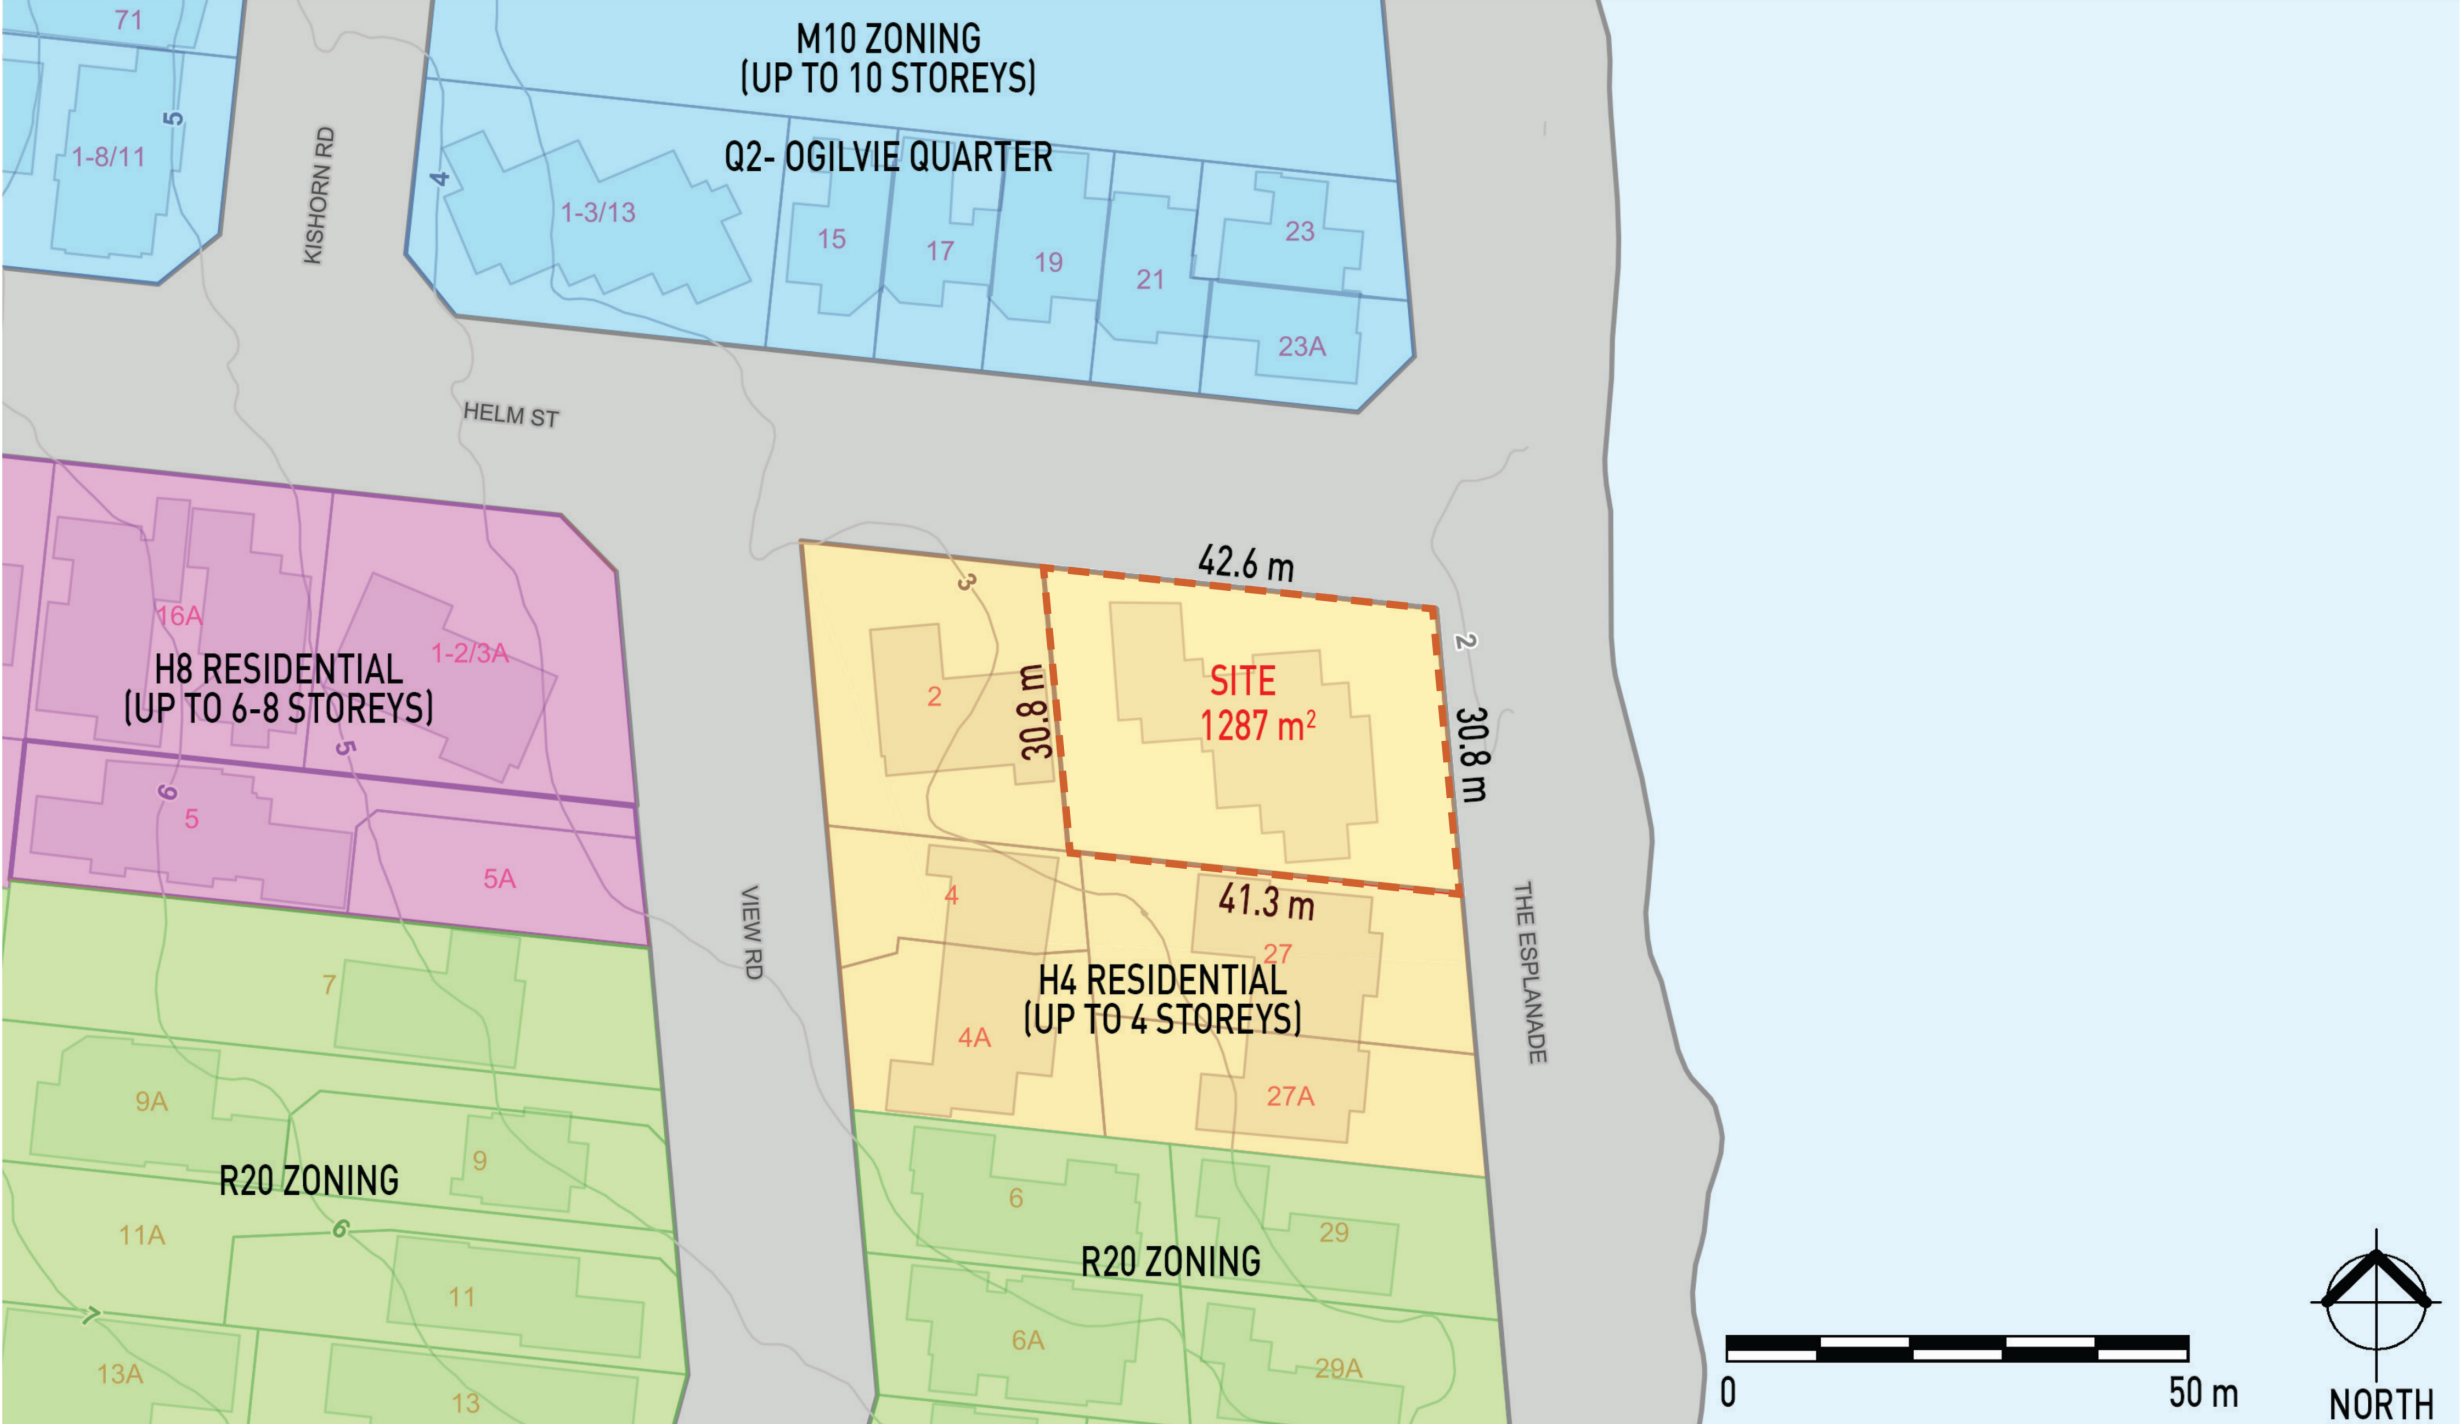 71
M10 ZONING
(UP TO 10 STOREYS)
5
1-8/11
KISHORN RD
4
Q2- OGILVIE QUARTER
1-3/13
15
17
19
21
23
23A
HELM ST
3
42.6 m
16A
1-2/3A
H8 RESIDENTIAL
(UP TO 6-8 STOREYS)
5
6
5
5A
2
30.8 m
SITE
1287 m²
2
30.8 m
41.3 m
4
27
H4 RESIDENTIAL
(UP TO 4 STOREYS)
4A
27A
VIEW RD
THE ESPLANADE
7
9A
9
R20 ZONING
11A
6
11
7
13A
13
6
29
R20 ZONING
6A
29A
0
50 m
NORTH